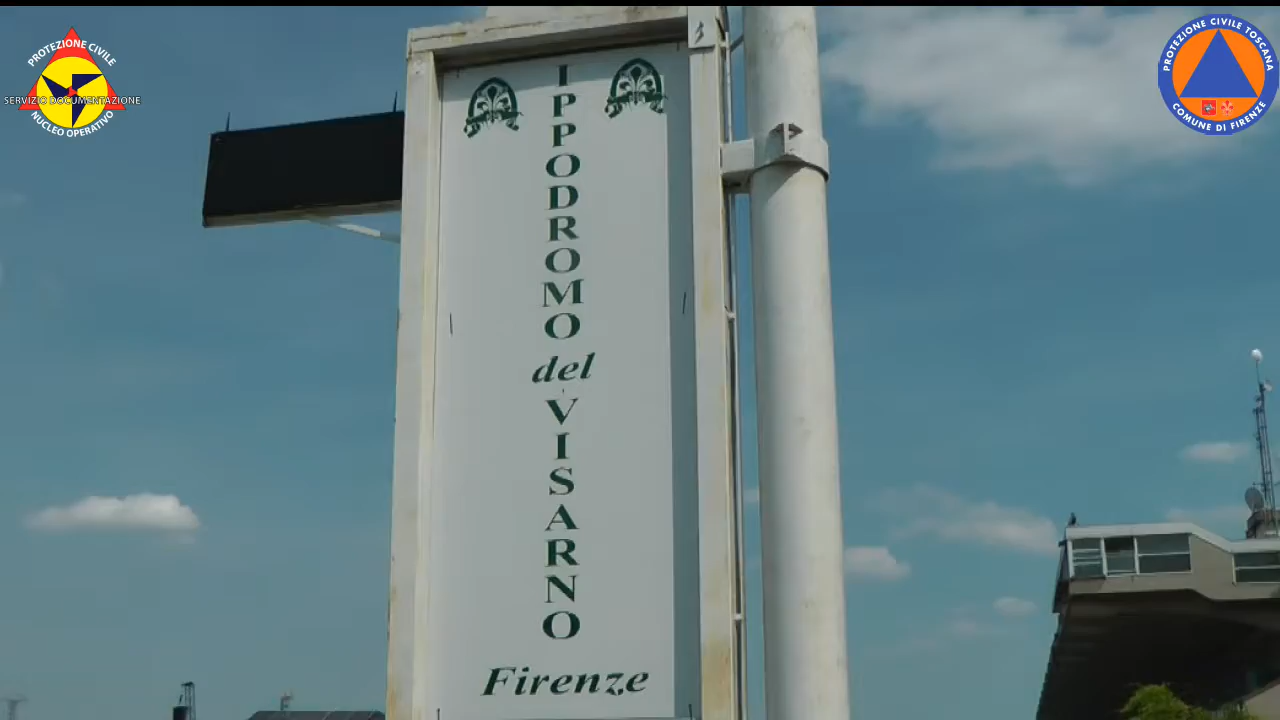 PROTEZIONE CIVILE
SERVIZIO DOCUMENTAZIONE
NUCLEO OPERATIVO
IPPODROMO
del
VISARNO
Firenze
PROTEZIONE CIVILE TOSCANA
COMUNE DI FIRENZE